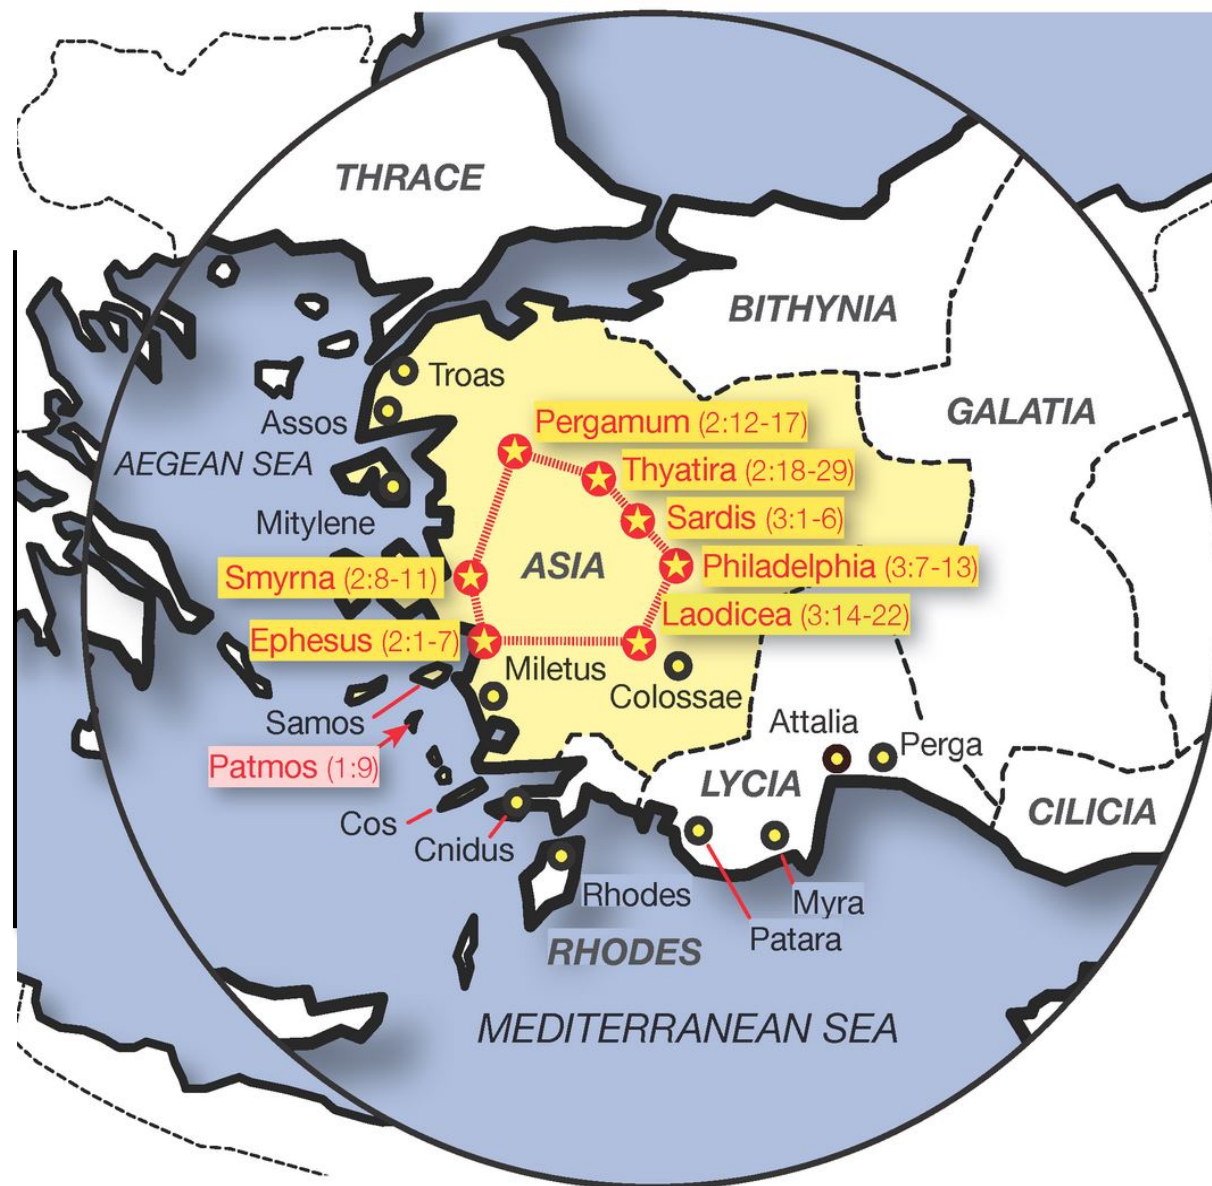 THRACE
BITHYNIA
Troas
GALATIA
Assos
Pergamum (2:12-17)
AEGEAN SEA
Thyatira (2:18-29)
Mitylene
Sardis (3:1-6)
ASIA
Smyrna (2:8-11)
Philadelphia (3:7-13)
Laodicea (3:14-22)
Ephesus (2:1-7)
Miletus
Colossae
Samos
Attalia
Perga
Patmos (1:9)
LYCIA
CILICIA
Cos
Cnidus
Rhodes
Myra
Patara
RHODES
MEDITERRANEAN SEA